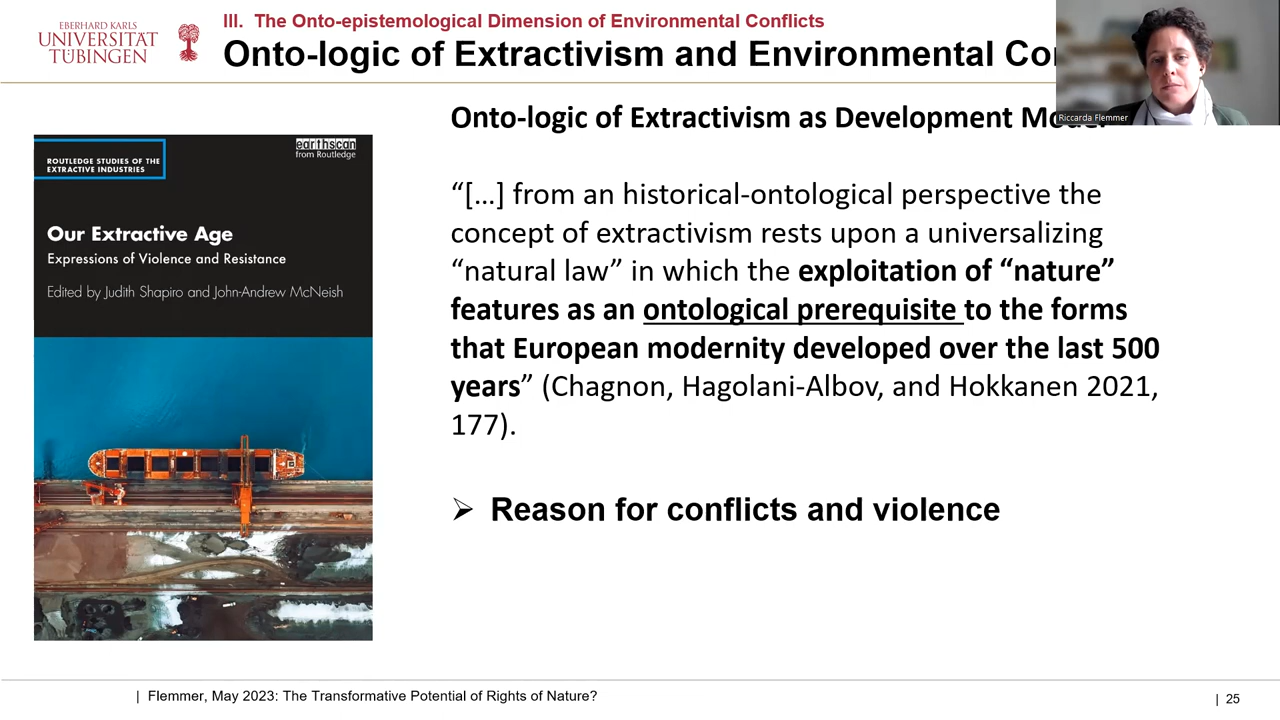 EBERHARD KARLS
UNIVERSITÄT
TÜBINGEN
III. The Onto-epistemological Dimension of Environmental Conflicts
Onto-logic of Extractivism and Environmental Co
Riccarda Flemmer
Onto-logic of Extractivism as Development
ROUTLEDGE STUDIES OF THE
EXTRACTIVE INDUSTRIES
earthscan
from Routledge
Our Extractive Age
Expressions of Violence and Resistance
Edited by Judith Shapiro and John-Andrew McNeish
“[…] from an historical-ontological perspective the
concept of extractivism rests upon a universalizing
“natural law” in which the exploitation of “nature”
features as an ontological prerequisite to the forms
that European modernity developed over the last 500
years” (Chagnon, Hagolani-Albov, and Hokkanen 2021,
177).
➢ Reason for conflicts and violence
| Flemmer, May 2023: The Transformative Potential of Rights of Nature?
| 25